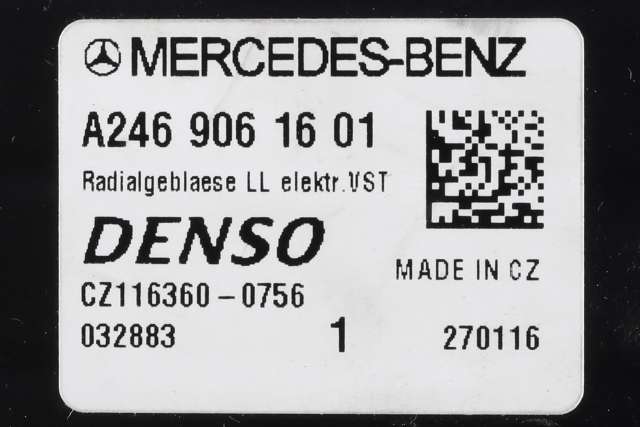 MERCEDES-BENZ
A246 906 16 01
Radialgeblaese LL elektr.VST
DENSO
MADE IN CZ
CZ116360-0756
032883 1 270116